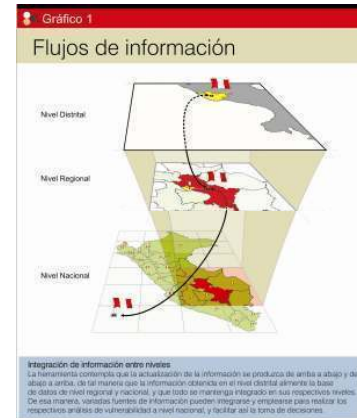 Gráfico 1
Flujos de información
Nivel Distrital
Nivel Regional
Nivel Nacional
Integración de información entre niveles
La herramienta contempla que la actualización de la información se produzca de arriba a abajo y de
abajo a arriba, de tal manera que la información obtenida en el nivel distrital alimente la base
de datos de nivel regional y nacional, y que todo se mantenga integrado en sus respectivos niveles.
De esa manera, variadas fuentes de información pueden integrarse y emplearse para realizar los
respectivos análisis de vulnerabilidad a nivel nacional, y facilitar así la toma de decisiones.